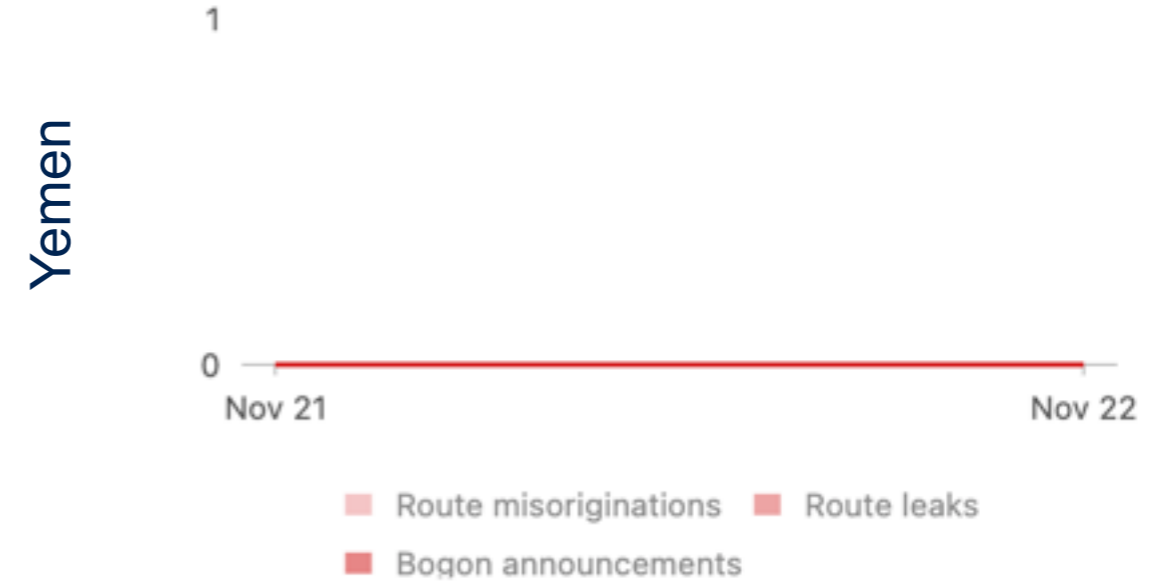 Yemen
1
0
Nov 21 Nov 22
Route misoriginations Route leaks
Bogon announcements